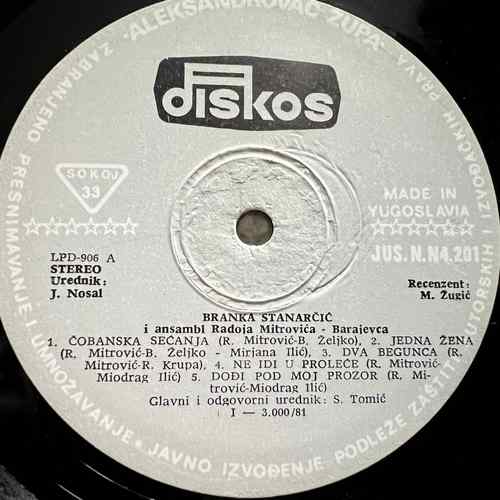 "ALEKSANDROVAC ŽUPA"
diskos
SOKOJ
33
MADE IN
YUGOSLAVIA
JUS.N.N4.201
LPD-906 A
STEREO
Urednik:
J. Nosal
Recenzent:
M. Žugić
BRANKA STANARČIĆ
i ansambl Radoja Mitrovića - Barajevca
1. ČOBANSKA SEĆANJA (R. Mitrović-B. Željko), 2. JEDNA ŽENA
(R. Mitrović-B. Željko - Mirjana Ilić), 3. DVA BEGUNCA (R.
Mitrović-R. Krupa), 4. NE IDI U PROLEĆE (R. Mitrović-
Miodrag Ilić) 5. DOĐI POD MOJ PROZOR (R. Mi-
trović-Miodrag Ilić)
Glavni i odgovorni urednik: S. Tomić
I — 3.000/81
ZABRANJENO PRESNIMAVANJE I UMNOŽAVANJE • JAVNO IZVOĐENJE PODLEŽE ZAŠTITI AUTORSKIH I IZVOĐAČKIH PRAVA